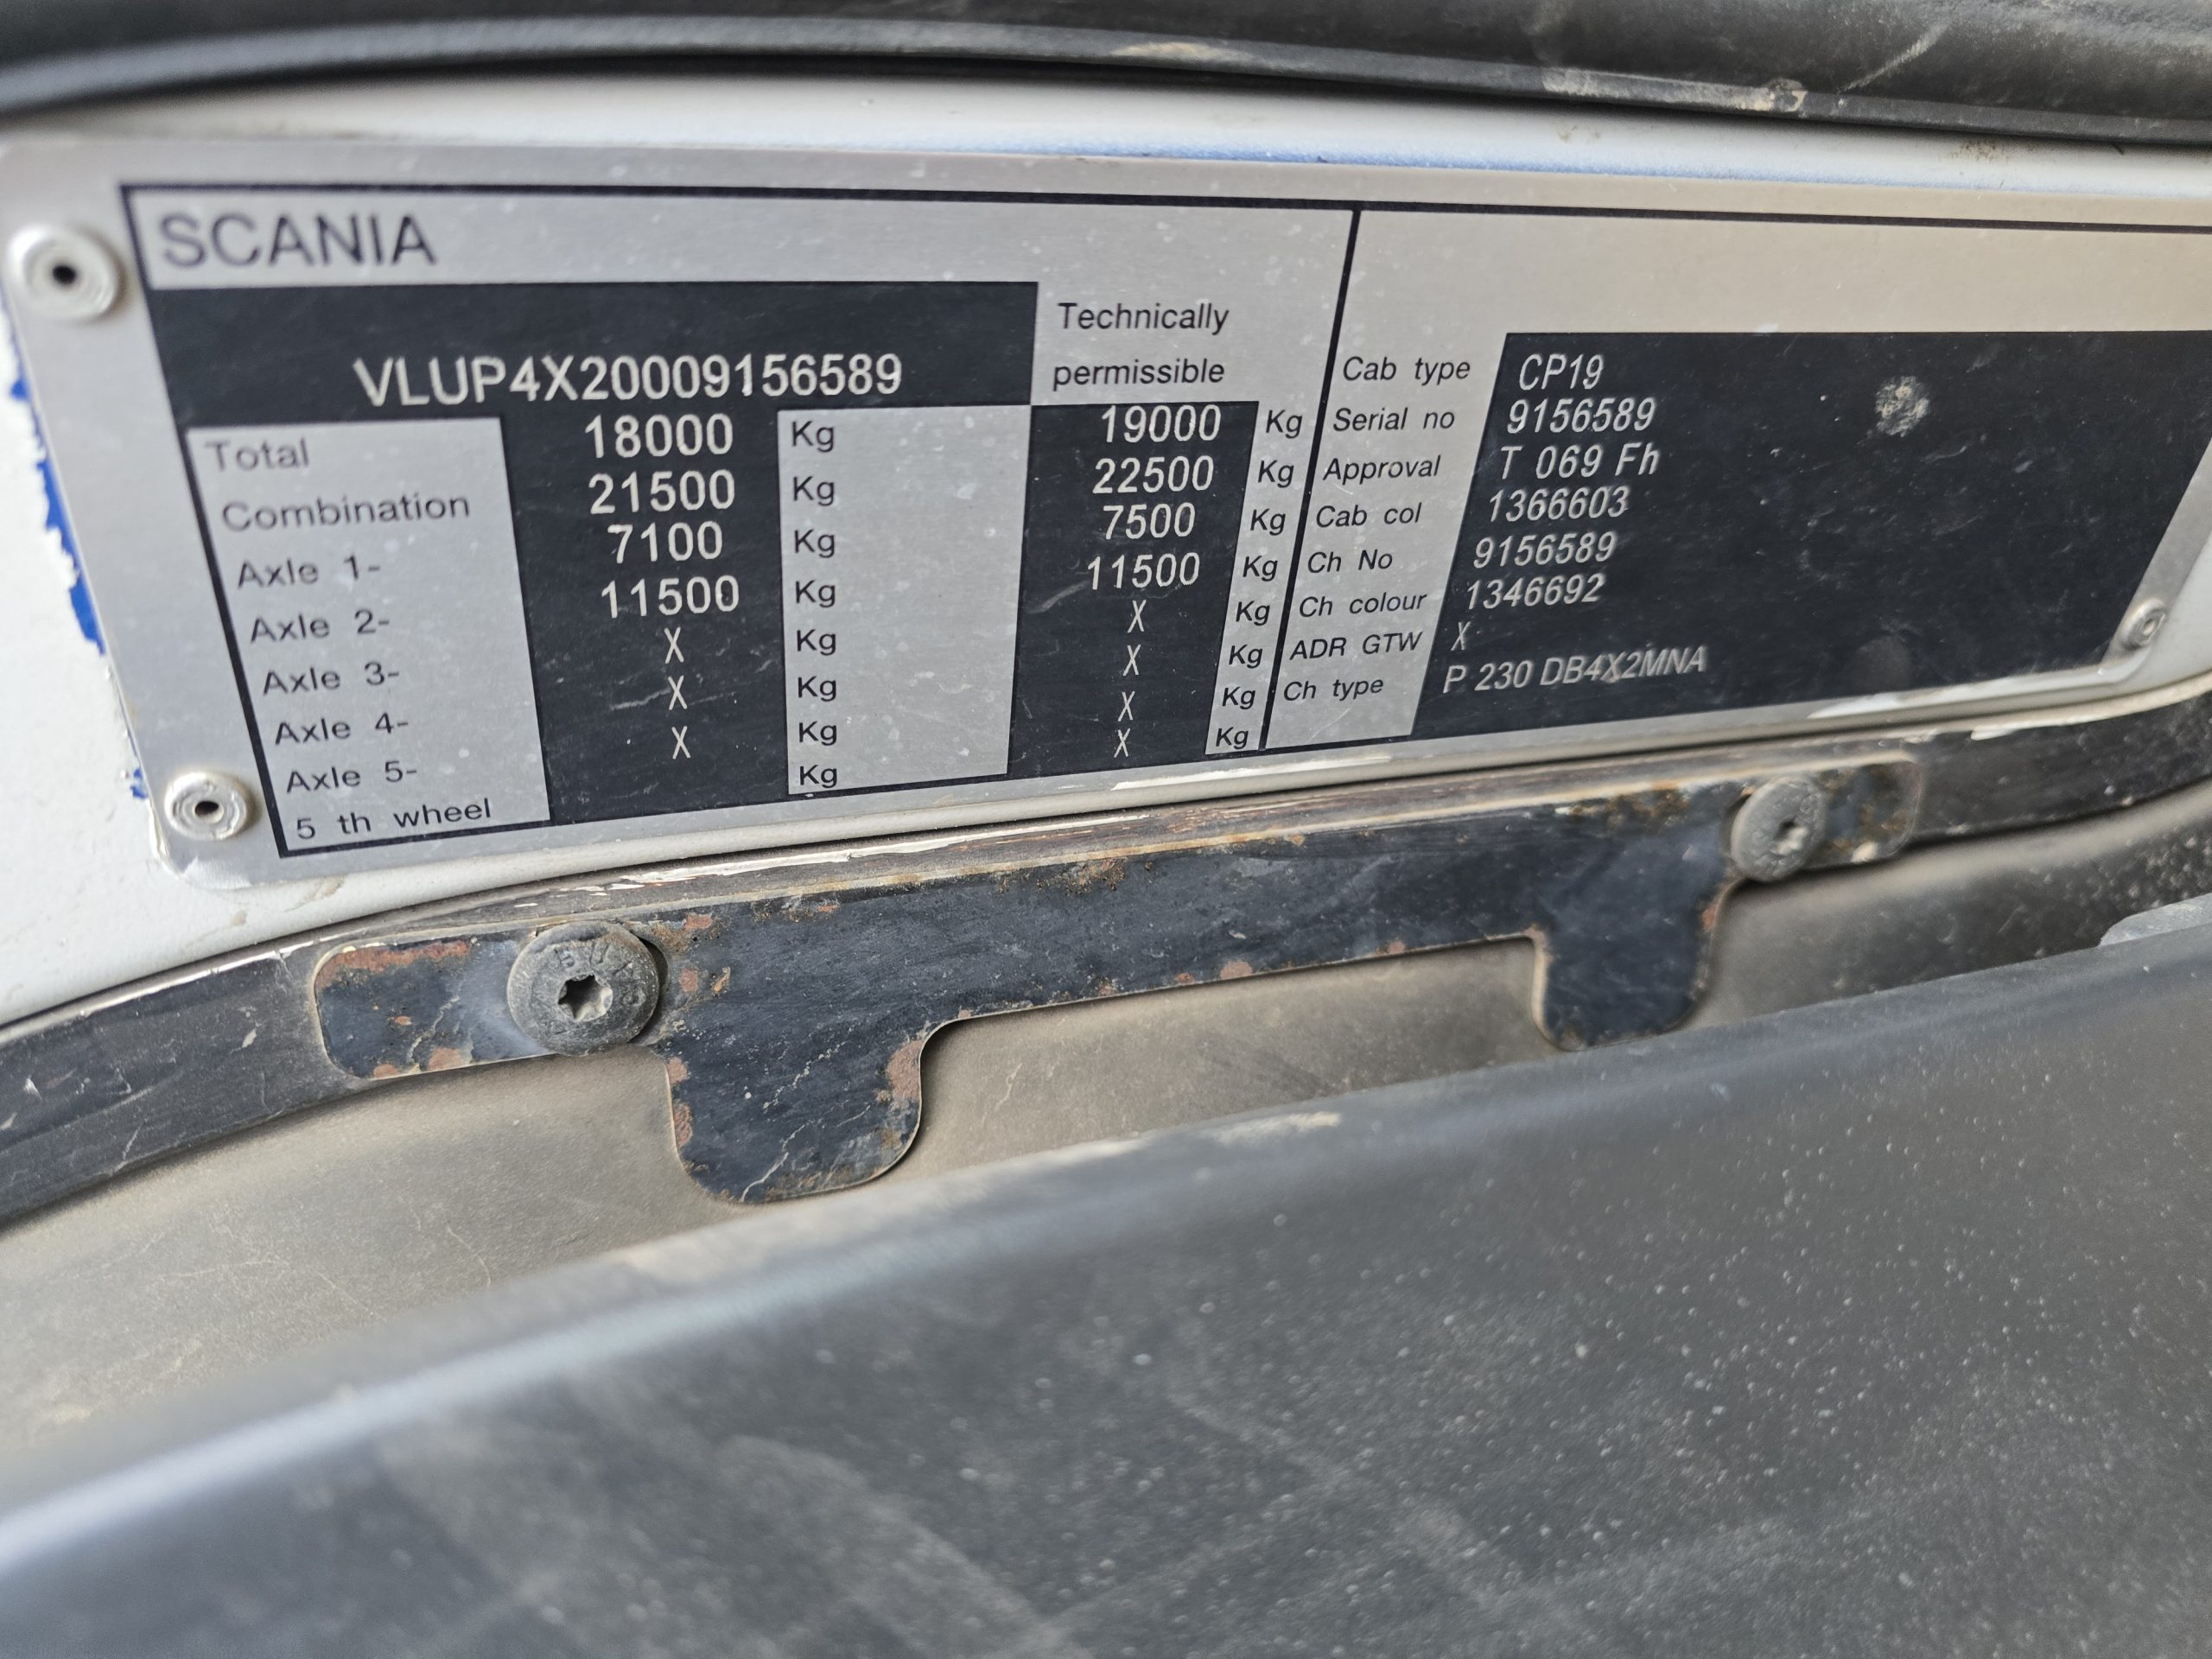 SCANIA
Technically
permissible
VLUP4X20009156589
Total 18000 Kg 19000 Kg
Combination 21500 Kg 22500 Kg
Axle 1- 7100 Kg 7500 Kg
Axle 2- 11500 Kg 11500 Kg
Axle 3- X Kg X Kg
Axle 4- X Kg X Kg
Axle 5- X Kg X Kg
5 th wheel Kg X Kg
Cab type CP19
Serial no 9156589
Approval T 069 Fh
Cab col 1366603
Ch No 9156589
Ch colour 1346692
ADR GTW X
Ch type P 230 DB4X2MNA